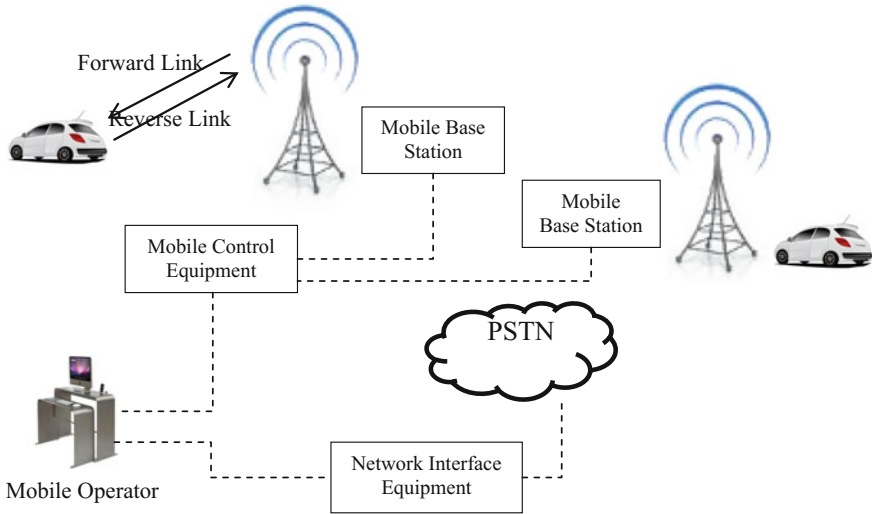 Forward Link
Reverse Link
Mobile Base
Station
Mobile
Base Station
Mobile Control
Equipment
PSTN
Network Interface
Equipment
Mobile Operator